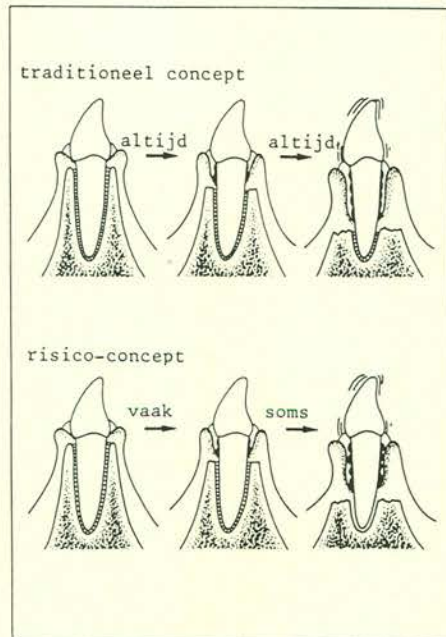 traditioneel concept
altijd altijd
risico-concept
vaak soms